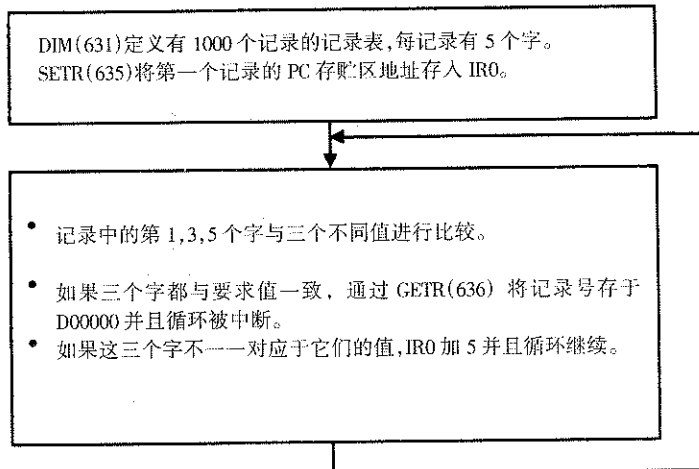 DIM(631)定义有 1000 个记录的记录表,每记录有 5 个字。
SETR(635)将第一个记录的 PC 存贮区地址存入 IR0。
• 记录中的第 1,3,5 个字与三个不同值进行比较。
• 如果三个字都与要求值一致，通过 GETR(636) 将记录号存于
D00000 并且循环被中断。
• 如果这三个字不一一对应于它们的值,IR0 加 5 并且循环继续。